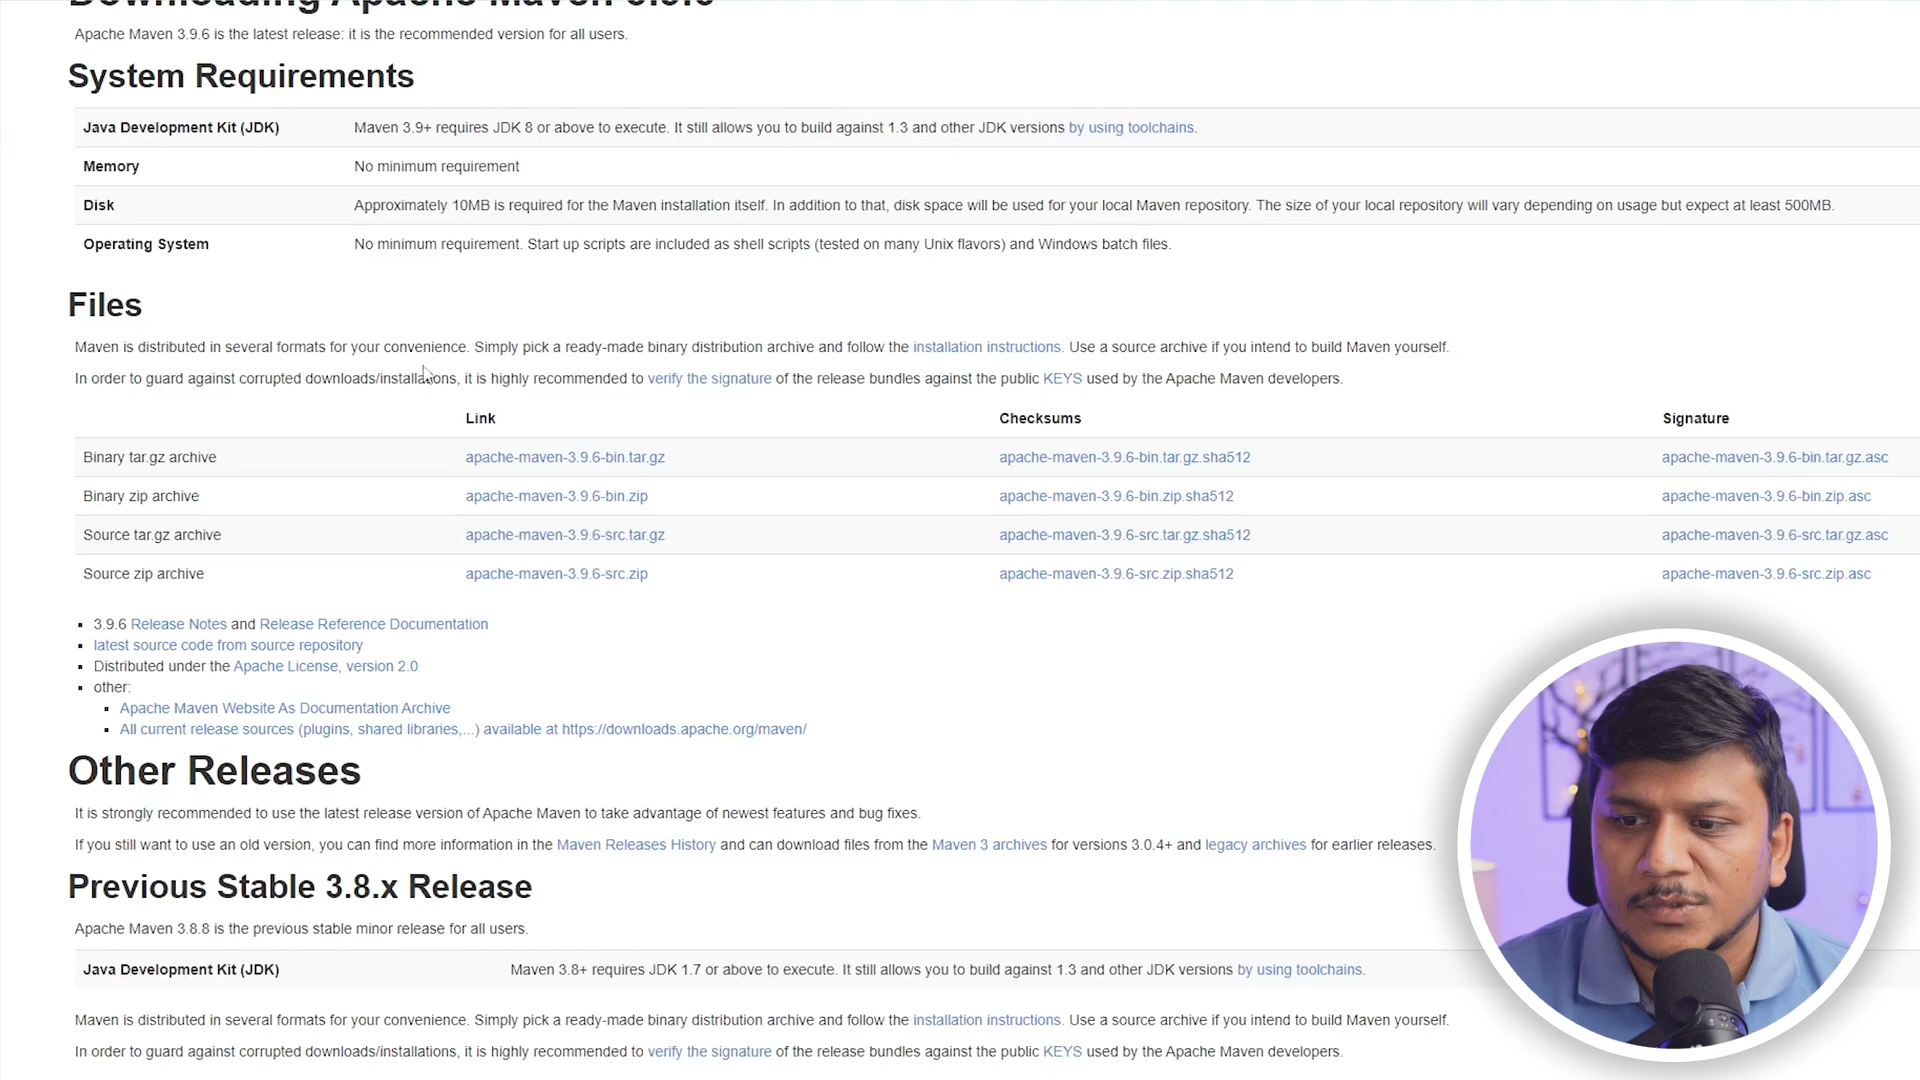 Downloading Apache Maven 3.9.6
Apache Maven 3.9.6 is the latest release: it is the recommended version for all users.
System Requirements
Java Development Kit (JDK) Maven 3.9+ requires JDK 8 or above to execute. It still allows you to build against 1.3 and other JDK versions by using toolchains.
Memory No minimum requirement
Disk Approximately 10MB is required for the Maven installation itself. In addition to that, disk space will be used for your local Maven repository. The size of your local repository will vary depending on usage but expect at least 500MB.
Operating System No minimum requirement. Start up scripts are included as shell scripts (tested on many Unix flavors) and Windows batch files.
Files
Maven is distributed in several formats for your convenience. Simply pick a ready-made binary distribution archive and follow the installation instructions. Use a source archive if you intend to build Maven yourself.
In order to guard against corrupted downloads/installations, it is highly recommended to verify the signature of the release bundles against the public KEYS used by the Apache Maven developers.
Link Checksums Signature
Binary tar.gz archive apache-maven-3.9.6-bin.tar.gz apache-maven-3.9.6-bin.tar.gz.sha512 apache-maven-3.9.6-bin.tar.gz.asc
Binary zip archive apache-maven-3.9.6-bin.zip apache-maven-3.9.6-bin.zip.sha512 apache-maven-3.9.6-bin.zip.asc
Source tar.gz archive apache-maven-3.9.6-src.tar.gz apache-maven-3.9.6-src.tar.gz.sha512 apache-maven-3.9.6-src.tar.gz.asc
Source zip archive apache-maven-3.9.6-src.zip apache-maven-3.9.6-src.zip.sha512 apache-maven-3.9.6-src.zip.asc
3.9.6 Release Notes and Release Reference Documentation
latest source code from source repository
Distributed under the Apache License, version 2.0
other:
Apache Maven Website As Documentation Archive
All current release sources (plugins, shared libraries,...) available at https://downloads.apache.org/maven/
Other Releases
It is strongly recommended to use the latest release version of Apache Maven to take advantage of newest features and bug fixes.
If you still want to use an old version, you can find more information in the Maven Releases History and can download files from the Maven 3 archives for versions 3.0.4+ and legacy archives for earlier releases.
Previous Stable 3.8.x Release
Apache Maven 3.8.8 is the previous stable minor release for all users.
Java Development Kit (JDK) Maven 3.8+ requires JDK 1.7 or above to execute. It still allows you to build against 1.3 and other JDK versions by using toolchains.
Maven is distributed in several formats for your convenience. Simply pick a ready-made binary distribution archive and follow the installation instructions. Use a source archive if you intend to build Maven yourself.
In order to guard against corrupted downloads/installations, it is highly recommended to verify the signature of the release bundles against the public KEYS used by the Apache Maven developers.